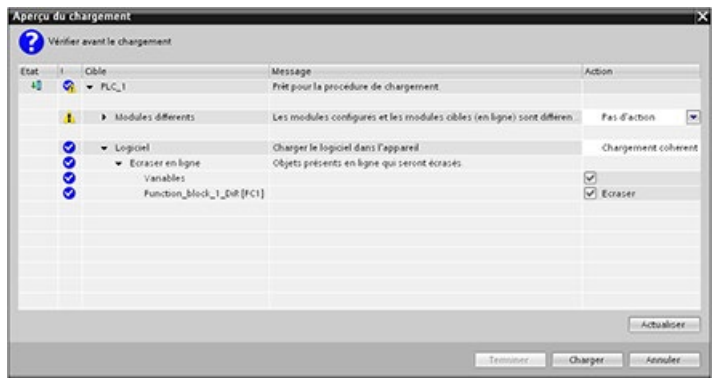 Aperçu du chargement
Vérifier avant le chargement
Etat ! Cible Message Action
PLC_1 Prêt pour la procédure de chargement.
Modules différents Les modules configurés et les modules cibles (en ligne) sont différen... Pas d'action
Logiciel Charger le logiciel dans l'appareil Chargement cohérent
Ecraser en ligne Objets présents en ligne qui seront écrasés.
Variables
Function_block_1_DiR [FC1] Ecraser
Actualiser
Terminer Charger Annuler